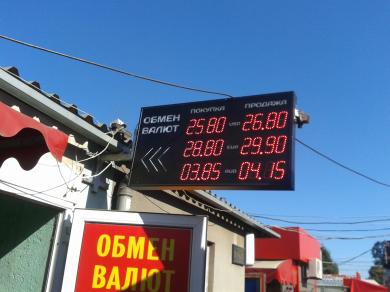 ПОКУПКА ПРОДАЖА
ОБМЕН ВАЛЮТ
25.80 USD 26.80
28.80 EUR 29.90
03.85 RUB 04.15
ОБМЕН
ВАЛЮТ